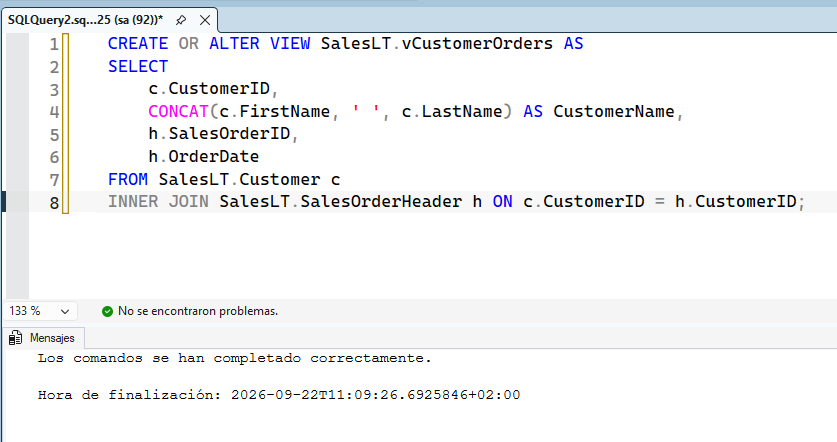 SQLQuery2.sq...25 (sa (92))*
1 CREATE OR ALTER VIEW SalesLT.vCustomerOrders AS
2 SELECT
3     c.CustomerID,
4     CONCAT(c.FirstName, ' ', c.LastName) AS CustomerName,
5     h.SalesOrderID,
6     h.OrderDate
7 FROM SalesLT.Customer c
8 INNER JOIN SalesLT.SalesOrderHeader h ON c.CustomerID = h.CustomerID;
133 % No se encontraron problemas.
Mensajes
Los comandos se han completado correctamente.
Hora de finalización: 2026-09-22T11:09:26.6925846+02:00